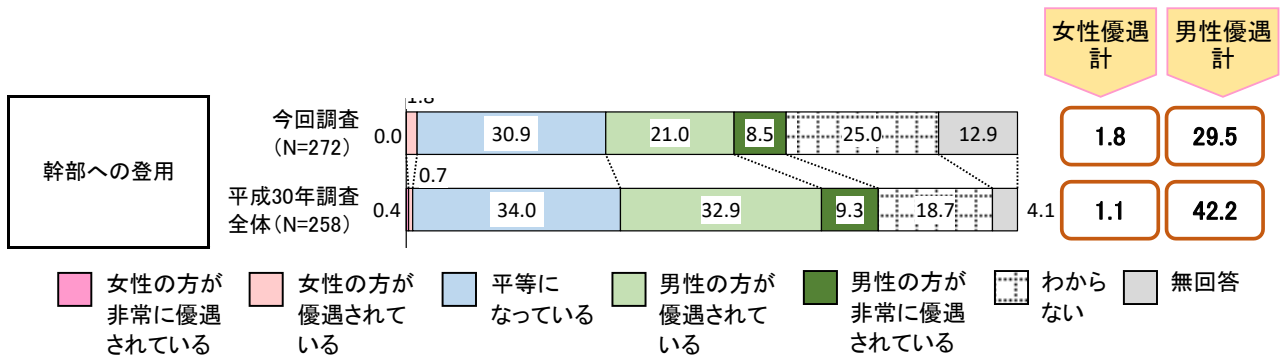 女性優遇
計
男性優遇
計
1.8
今回調査
(N=272)
0.0
30.9
21.0
8.5
25.0
12.9
1.8
29.5
幹部への登用
0.7
平成30年調査
全体(N=258)
0.4
34.0
32.9
9.3
18.7
4.1
1.1
42.2
女性の方が
非常に優遇
されている
女性の方が
優遇されて
いる
平等に
なっている
男性の方が
優遇されて
いる
男性の方が
非常に優遇
されている
わから
ない
無回答